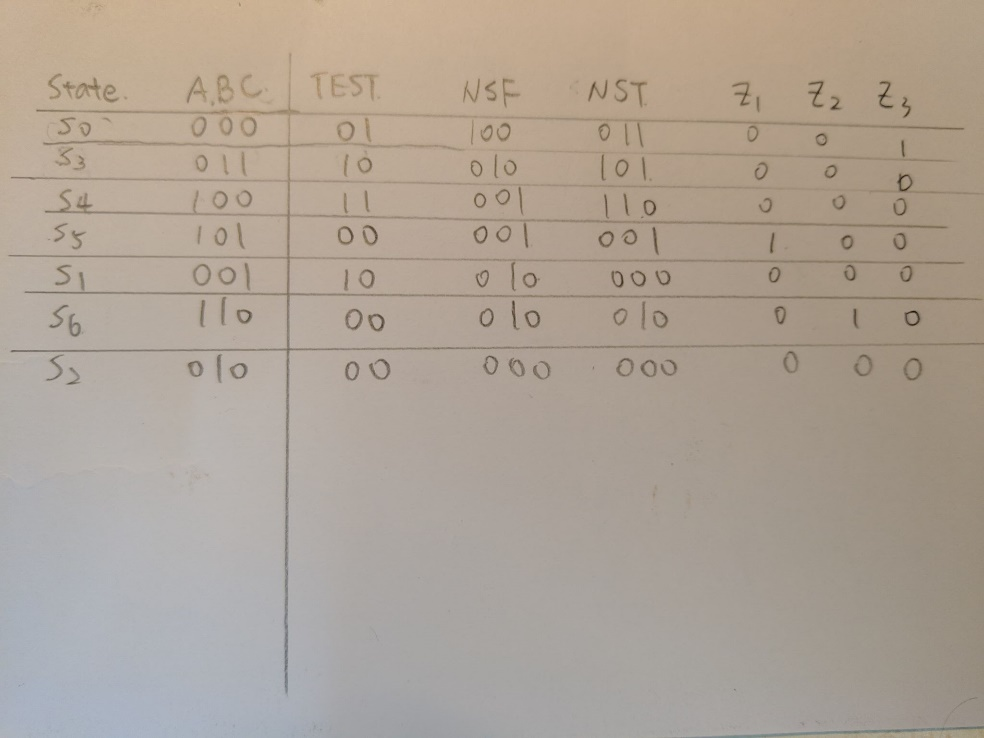 State. A.B.C. TEST. NSF NST. Z1 Z2 Z3
S0 000 01 100 011 0 0 1
S3 011 10 010 101 0 0 0
S4 100 11 001 110 0 0 0
S5 101 00 001 001 1 0 0
S1 001 10 010 000 0 0 0
S6 110 00 010 010 0 1 0
S2 010 00 000 000 0 0 0